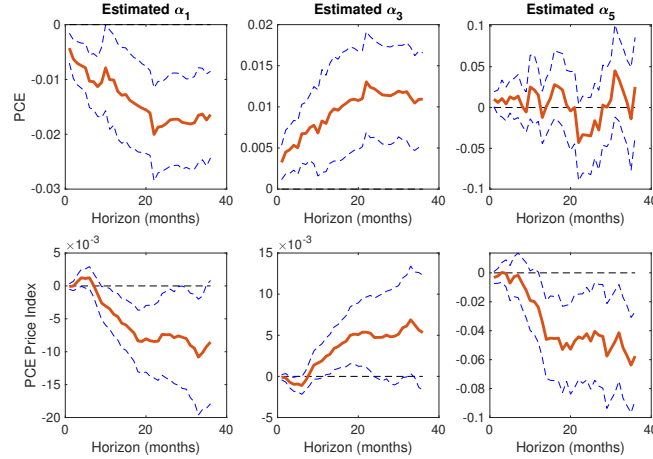 Estimated α1 Estimated α3 Estimated α5
PCE
0
-0.01
-0.02
-0.03
0 20 40
Horizon (months)
0.02
0.015
0.01
0.005
0
0 20 40
Horizon (months)
0.1
0.05
0
-0.05
-0.1
0 20 40
Horizon (months)
PCE Price Index
×10-3
5
0
-5
-10
-15
-20
0 20 40
Horizon (months)
×10-3
15
10
5
0
-5
0 20 40
Horizon (months)
0
-0.02
-0.04
-0.06
-0.08
-0.1
0 20 40
Horizon (months)